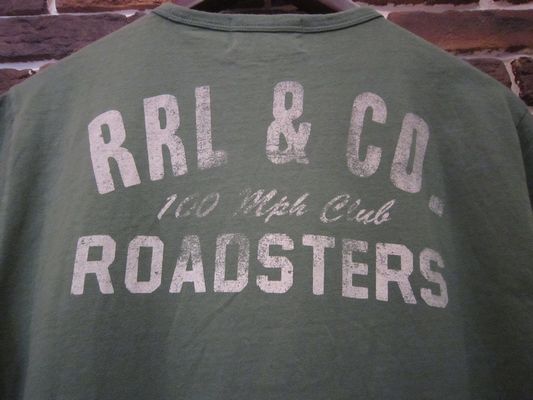 RRL & CO.
100 Mph Club
ROADSTERS